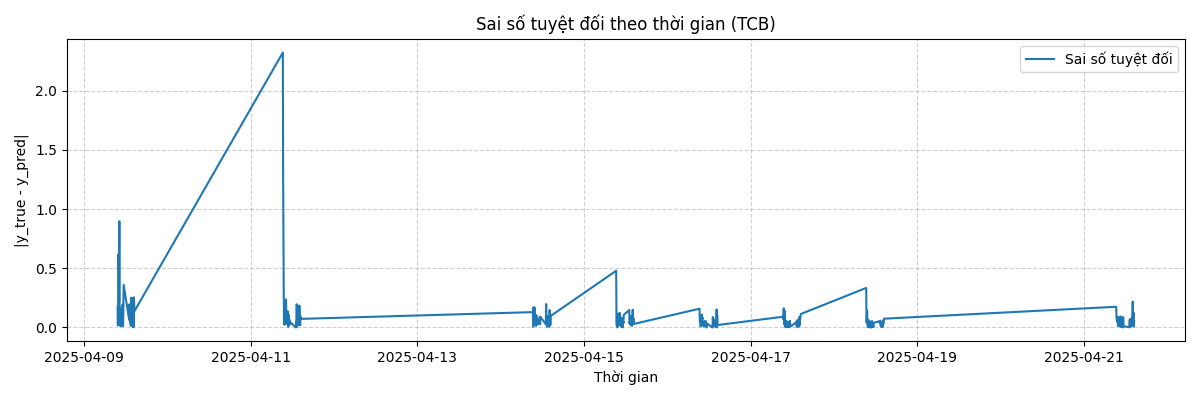 Sai số tuyệt đối theo thời gian (TCB)
Sai số tuyệt đối
|y_true - y_pred|
2.0
1.5
1.0
0.5
0.0
2025-04-09 2025-04-11 2025-04-13 2025-04-15 2025-04-17 2025-04-19 2025-04-21
Thời gian